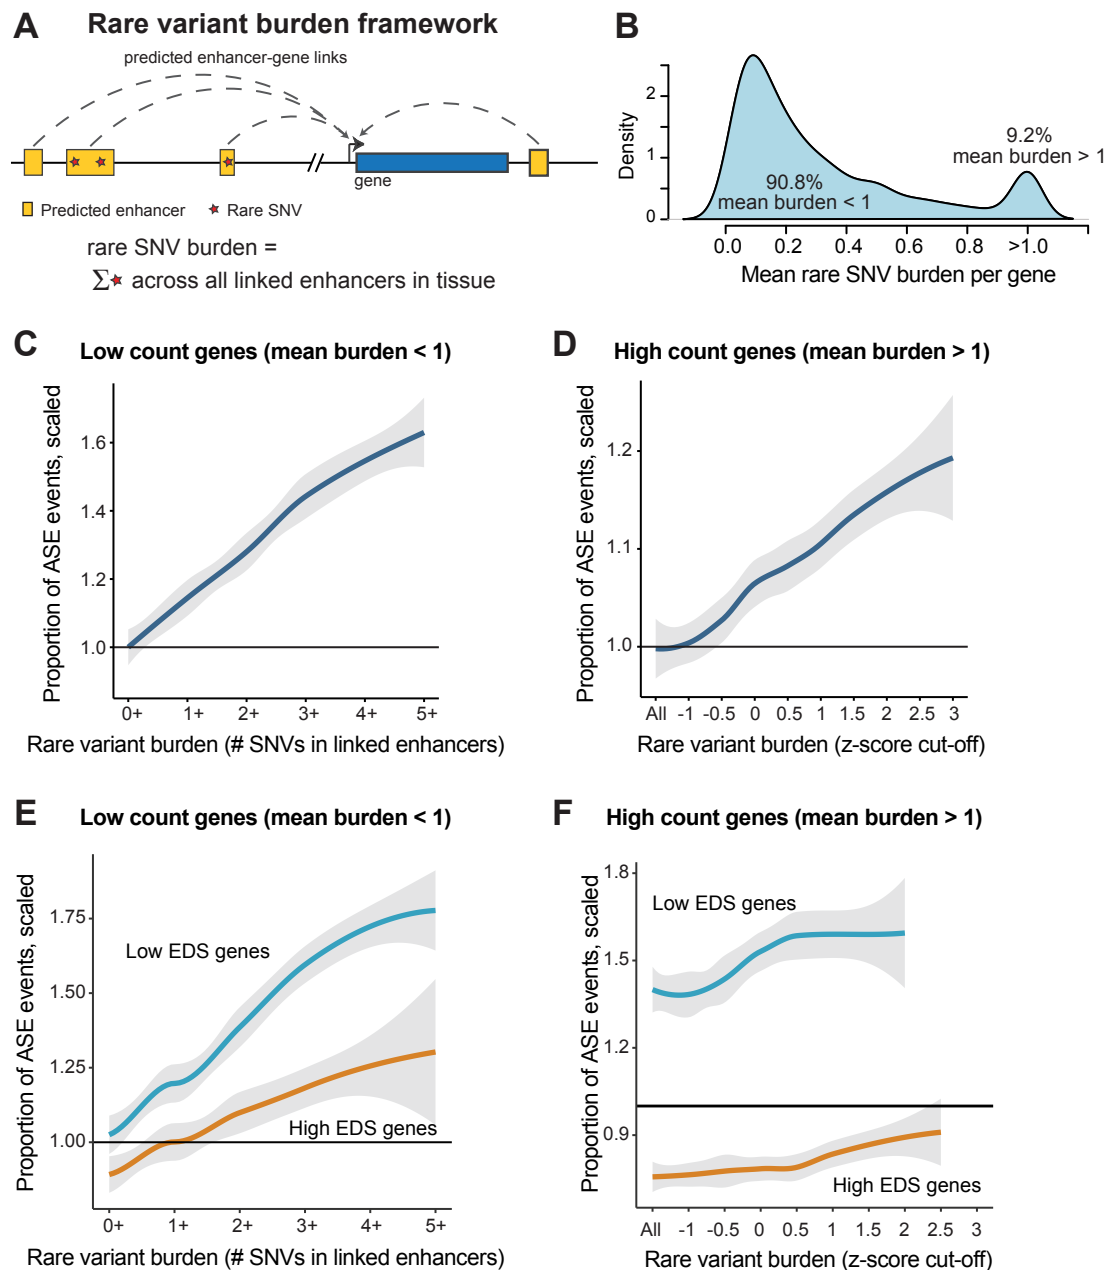 A
Rare variant burden framework
predicted enhancer-gene links
gene
Predicted enhancer
Rare SNV
rare SNV burden =
Σ★ across all linked enhancers in tissue
B
Density
2
1
0
90.8%
mean burden < 1
9.2%
mean burden > 1
0.0 0.2 0.4 0.6 0.8 >1.0
Mean rare SNV burden per gene
C
Low count genes (mean burden < 1)
Proportion of ASE events, scaled
1.6
1.4
1.2
1.0
0+ 1+ 2+ 3+ 4+ 5+
Rare variant burden (# SNVs in linked enhancers)
D
High count genes (mean burden > 1)
Proportion of ASE events, scaled
1.2
1.1
1.0
All -1 -0.5 0 0.5 1 1.5 2 2.5 3
Rare variant burden (z-score cut-off)
E
Low count genes (mean burden < 1)
Proportion of ASE events, scaled
1.75
1.50
1.25
1.00
Low EDS genes
High EDS genes
0+ 1+ 2+ 3+ 4+ 5+
Rare variant burden (# SNVs in linked enhancers)
F
High count genes (mean burden > 1)
Proportion of ASE events, scaled
1.8
1.5
1.2
0.9
Low EDS genes
High EDS genes
All -1 -0.5 0 0.5 1 1.5 2 2.5 3
Rare variant burden (z-score cut-off)